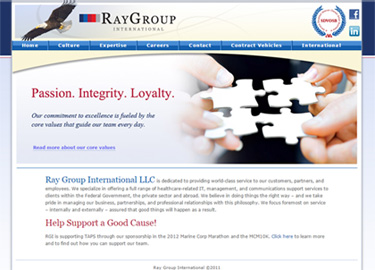 RAYGROUP
INTERNATIONAL
SDVOSB
in
Home Culture Expertise Careers Contact Contract Vehicles International
Passion. Integrity. Loyalty.
Our commitment to excellence is fueled by the
core values that guide our team every day.
Read more about our core values
Ray Group International LLC is dedicated to providing world-class service to our customers, partners, and
employees. We specialize in offering a full range of healthcare-related IT, management, and communications support services to
clients within the Federal Government, the private sector and abroad. We believe in doing things the right way – and we take
pride in managing our business, partnerships, and professional relationships with this philosophy. We focus foremost on service
– internally and externally – assured that good things will happen as a result.
Help Support a Good Cause!
RGI is supporting TAPS through our sponsorship in the 2012 Marine Corp Marathon and the MCM10K. Click here to learn more
and to find out how you can support our team.
Ray Group International ©2011